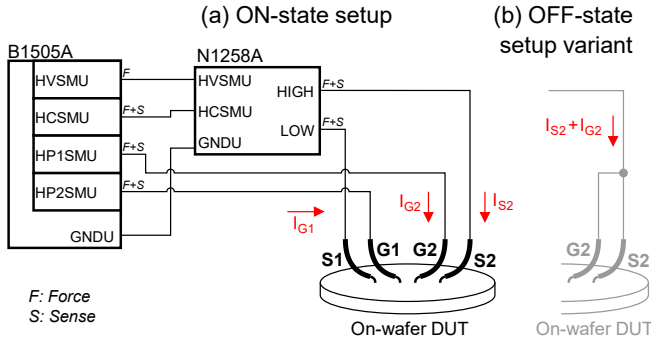 (a) ON-state setup
(b) OFF-state
setup variant
B1505A
N1258A
HVSMU
F
HVSMU
HIGH
F+S
HCSMU
F+S
HCSMU
LOW
F+S
HP1SMU
F+S
GNDU
HP2SMU
F+S
GNDU
I_G1
I_G2
I_S2
I_S2+I_G2
S1
G1
G2
S2
G2
S2
F: Force
S: Sense
On-wafer DUT
On-wafer DUT